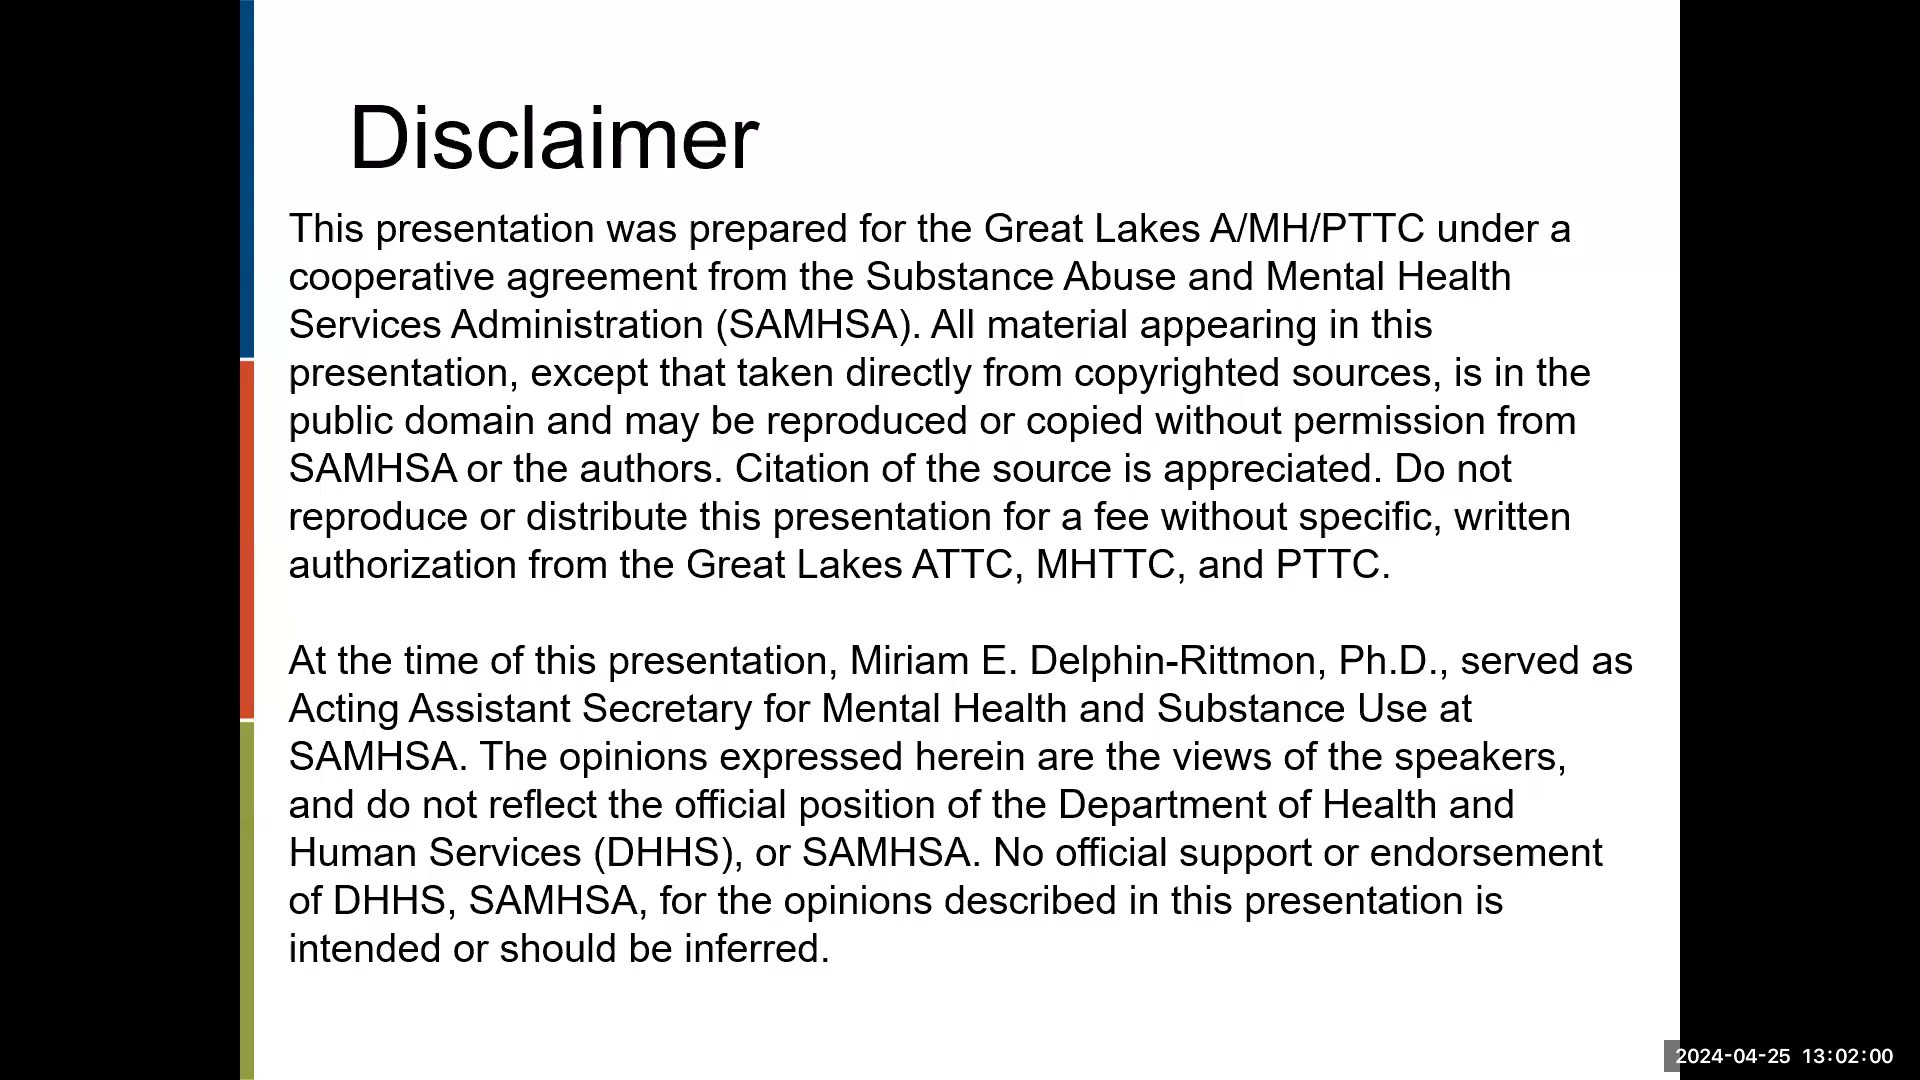 Disclaimer
This presentation was prepared for the Great Lakes A/MH/PTTC under a
cooperative agreement from the Substance Abuse and Mental Health
Services Administration (SAMHSA). All material appearing in this
presentation, except that taken directly from copyrighted sources, is in the
public domain and may be reproduced or copied without permission from
SAMHSA or the authors. Citation of the source is appreciated. Do not
reproduce or distribute this presentation for a fee without specific, written
authorization from the Great Lakes ATTC, MHTTC, and PTTC.
At the time of this presentation, Miriam E. Delphin-Rittmon, Ph.D., served as
Acting Assistant Secretary for Mental Health and Substance Use at
SAMHSA. The opinions expressed herein are the views of the speakers,
and do not reflect the official position of the Department of Health and
Human Services (DHHS), or SAMHSA. No official support or endorsement
of DHHS, SAMHSA, for the opinions described in this presentation is
intended or should be inferred.
2024-04-25 13:02:00